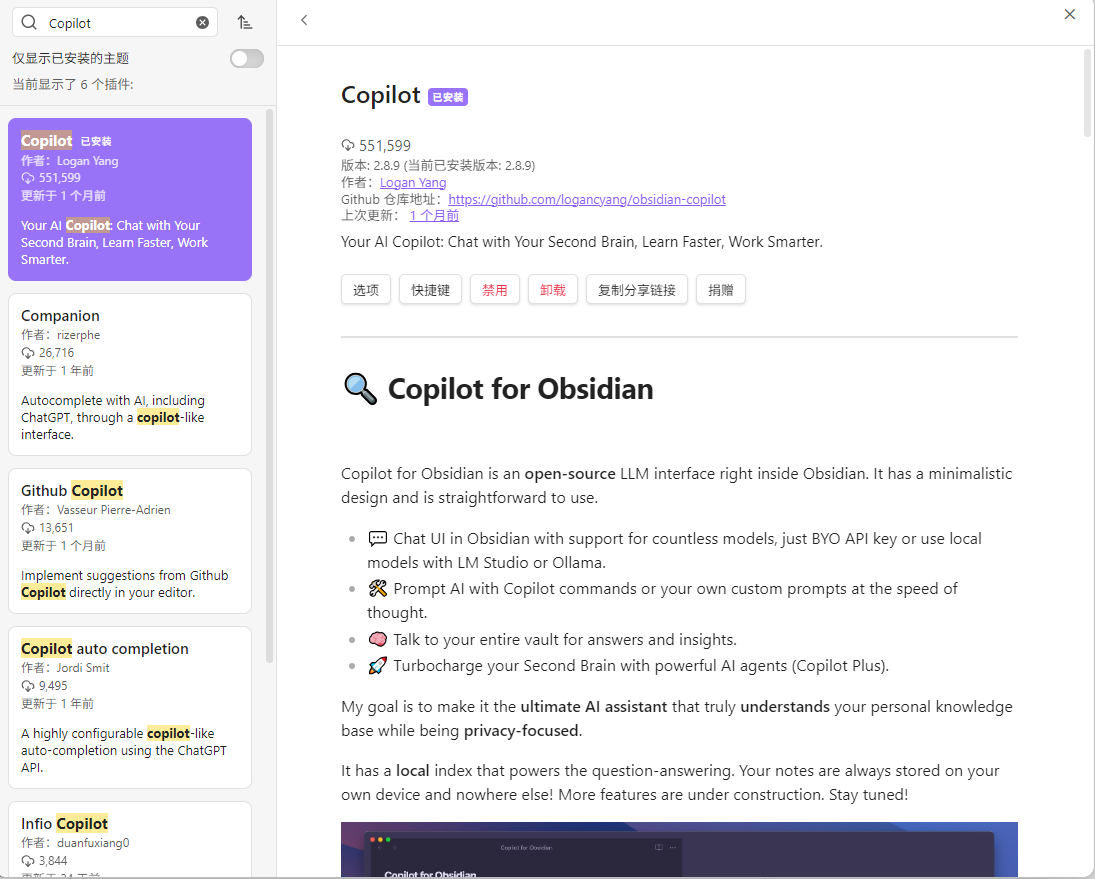 Copilot
仅显示已安装的主题
当前显示了 6 个插件:
Copilot 已安装
作者：Logan Yang
551,599
更新于 1 个月前
Your AI Copilot: Chat with Your
Second Brain, Learn Faster, Work
Smarter.
Companion
作者：rizerphe
26,716
更新于 1 年前
Autocomplete with AI, including
ChatGPT, through a copilot-like
interface.
Github Copilot
作者：Vasseur Pierre-Adrien
13,651
更新于 1 个月前
Implement suggestions from Github
Copilot directly in your editor.
Copilot auto completion
作者：Jordi Smit
9,495
更新于 1 年前
A highly configurable copilot-like
auto-completion using the ChatGPT
API.
Infio Copilot
作者：duanfuxiang0
3,844
Copilot 已安装
551,599
版本: 2.8.9 (当前已安装版本: 2.8.9)
作者：Logan Yang
Github 仓库地址：https://github.com/logancyang/obsidian-copilot
上次更新： 1 个月前
Your AI Copilot: Chat with Your Second Brain, Learn Faster, Work Smarter.
选项 快捷键 禁用 卸载 复制分享链接 捐赠
Copilot for Obsidian
Copilot for Obsidian is an open-source LLM interface right inside Obsidian. It has a minimalistic
design and is straightforward to use.
Chat UI in Obsidian with support for countless models, just BYO API key or use local
models with LM Studio or Ollama.
Prompt AI with Copilot commands or your own custom prompts at the speed of
thought.
Talk to your entire vault for answers and insights.
Turbocharge your Second Brain with powerful AI agents (Copilot Plus).
My goal is to make it the ultimate AI assistant that truly understands your personal knowledge
base while being privacy-focused.
It has a local index that powers the question-answering. Your notes are always stored on your
own device and nowhere else! More features are under construction. Stay tuned!
Copilot for Obsidian
Copilot for Obsidian